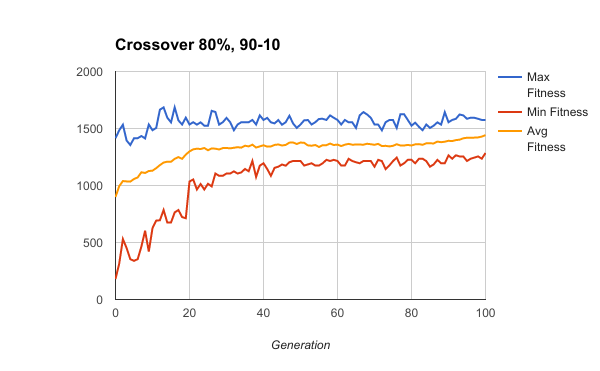 Crossover 80%, 90-10
2000
1500
1000
500
0
0 20 40 60 80 100
Generation
Max
Fitness
Min Fitness
Avg
Fitness